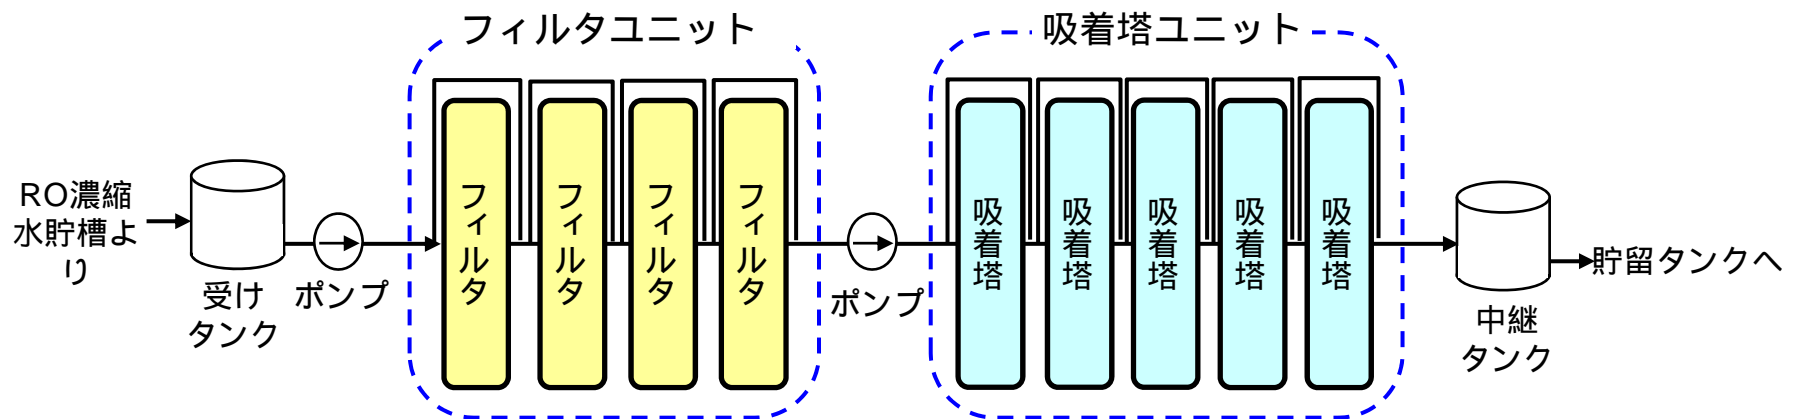 フィルタユニット
吸着塔ユニット
RO濃縮
水貯槽よ
り
受け
タンク
ポンプ
フィルタ
フィルタ
フィルタ
フィルタ
ポンプ
吸着塔
吸着塔
吸着塔
吸着塔
吸着塔
中継
タンク
貯留タンクへ